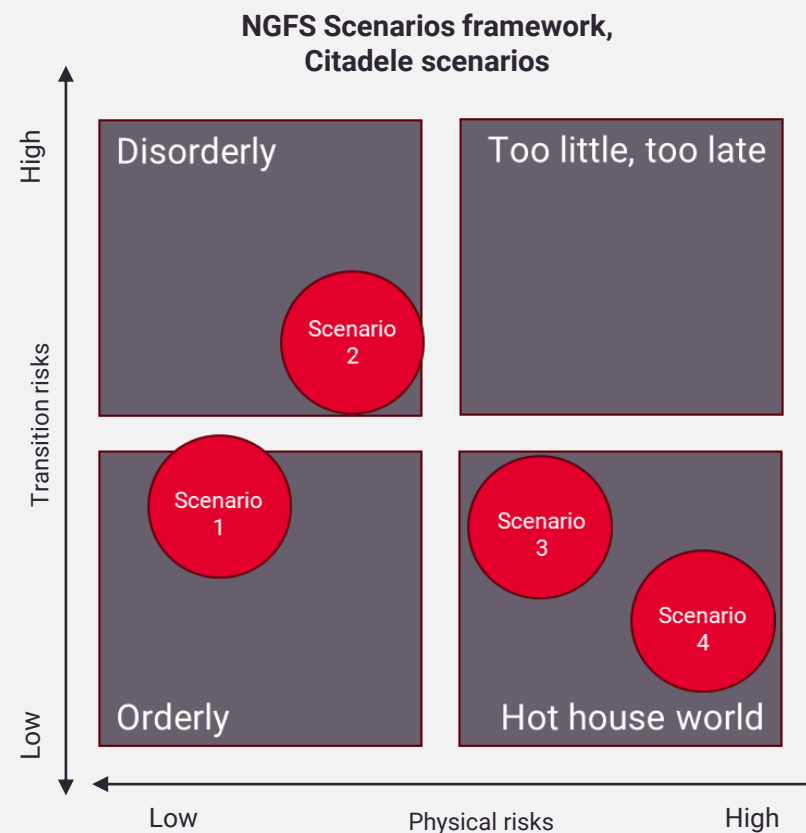 NGFS Scenarios framework,
Citadele scenarios
High
Transition risks
Low
Disorderly
Too little, too late
Scenario
2
Scenario
1
Scenario
3
Scenario
4
Orderly
Hot house world
Low
Physical risks
High